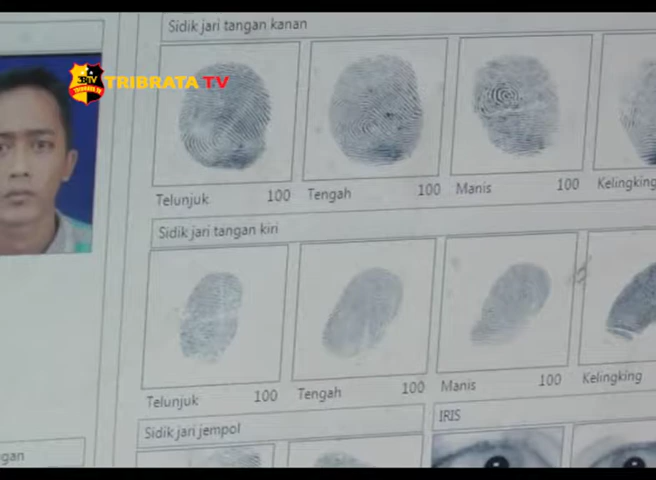 TRIBRATA TV
Sidik jari tangan kanan
Telunjuk 100 Tengah 100 Manis 100 Kelingking
Sidik jari tangan kiri
Telunjuk 100 Tengah 100 Manis 100 Kelingking
Sidik jari jempol
IRIS